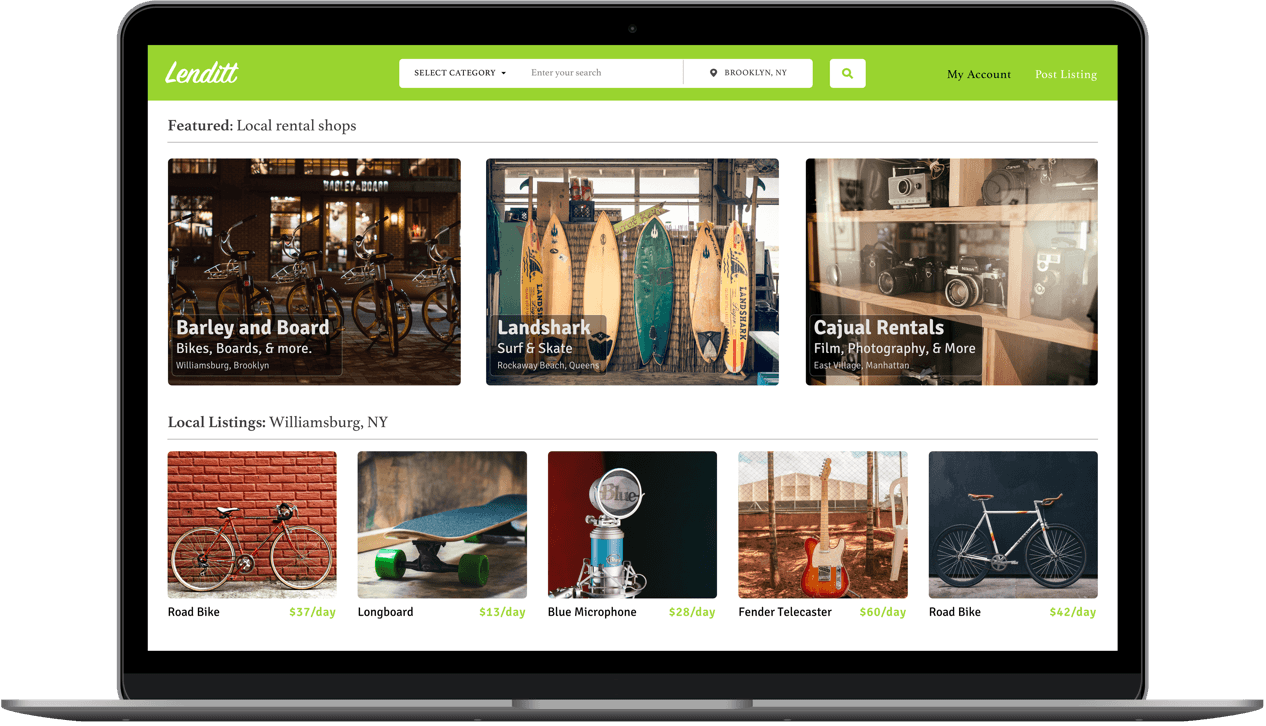 Lenditt
SELECT CATEGORY
Enter your search
BROOKLYN, NY
My Account
Post Listing
Featured: Local rental shops
BARLEY & BOARD
Barley and Board
Bikes, Boards, & more.
Williamsburg, Brooklyn
LANDSHARK
LANDSHARK
Landshark
Surf & Skate
Rockaway Beach, Queens
Cajual Rentals
Film, Photography, & More
East Village, Manhattan
Local Listings: Williamsburg, NY
Blue
Road Bike
$37/day
Longboard
$13/day
Blue Microphone
$28/day
Fender Telecaster
$60/day
Road Bike
$42/day